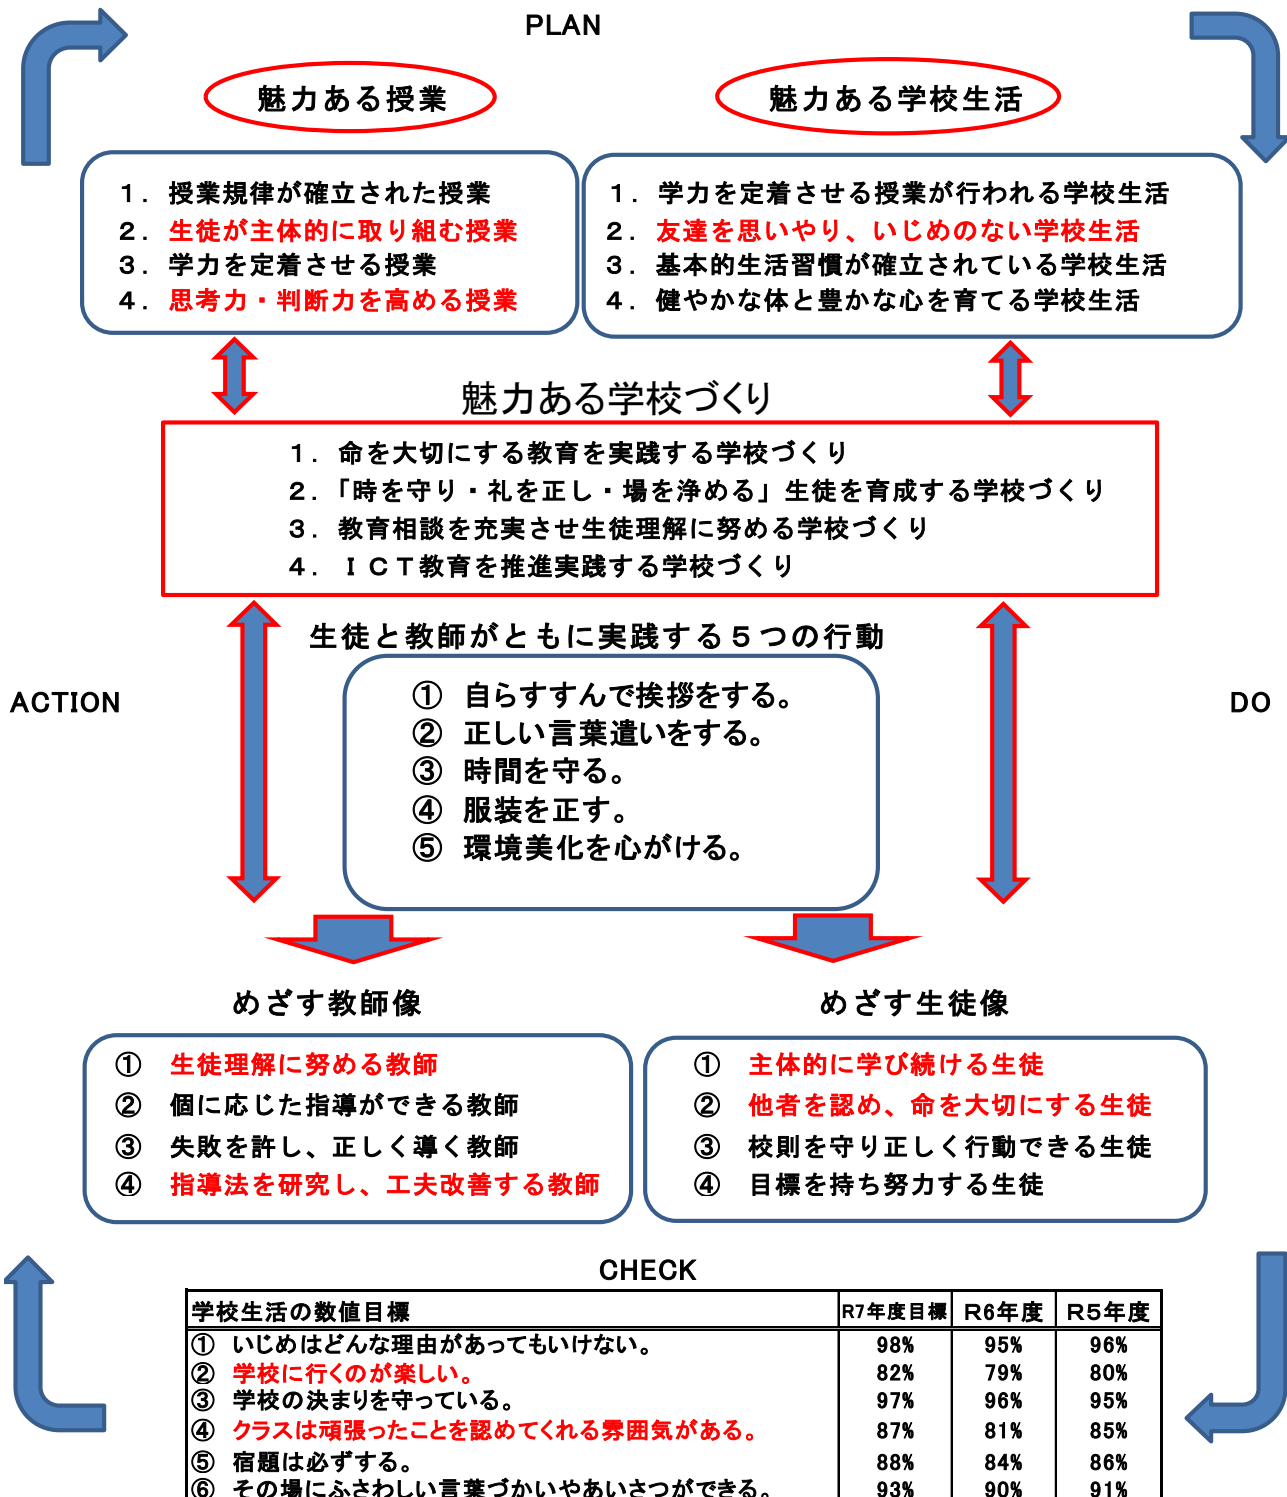 PLAN
魅力ある授業
魅力ある学校生活
１．授業規律が確立された授業
２．生徒が主体的に取り組む授業
３．学力を定着させる授業
４．思考力・判断力を高める授業
１．学力を定着させる授業が行われる学校生活
２．友達を思いやり、いじめのない学校生活
３．基本的生活習慣が確立されている学校生活
４．健やかな体と豊かな心を育てる学校生活
魅力ある学校づくり
１．命を大切にする教育を実践する学校づくり
２．「時を守り・礼を正し・場を浄める」生徒を育成する学校づくり
３．教育相談を充実させ生徒理解に努める学校づくり
４．ＩＣＴ教育を推進実践する学校づくり
生徒と教師がともに実践する５つの行動
ACTION
DO
① 自らすすんで挨拶をする。
② 正しい言葉遣いをする。
③ 時間を守る。
④ 服装を正す。
⑤ 環境美化を心がける。
めざす教師像
① 生徒理解に努める教師
② 個に応じた指導ができる教師
③ 失敗を許し、正しく導く教師
④ 指導法を研究し、工夫改善する教師
めざす生徒像
① 主体的に学び続ける生徒
② 他者を認め、命を大切にする生徒
③ 校則を守り正しく行動できる生徒
④ 目標を持ち努力する生徒
CHECK
学校生活の数値目標 R7年度目標 Ｒ6年度 Ｒ５年度
① いじめはどんな理由があってもいけない。 98% 95% 96%
② 学校に行くのが楽しい。 82% 79% 80%
③ 学校の決まりを守っている。 97% 96% 95%
④ クラスは頑張ったことを認めてくれる雰囲気がある。 87% 81% 85%
⑤ 宿題は必ずする。 88% 84% 86%
⑥ その場にふさわしい言葉づかいやあいさつができる。 93% 90% 91%